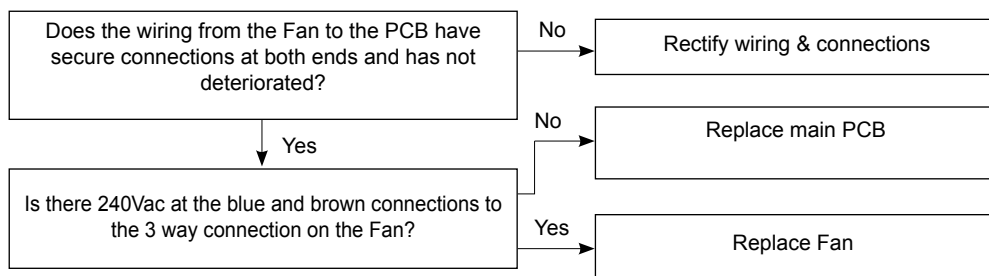 Does the wiring from the Fan to the PCB have
secure connections at both ends and has not
deteriorated?
No
Rectify wiring & connections
Yes
No
Replace main PCB
Is there 240Vac at the blue and brown connections to
the 3 way connection on the Fan?
Yes
Replace Fan